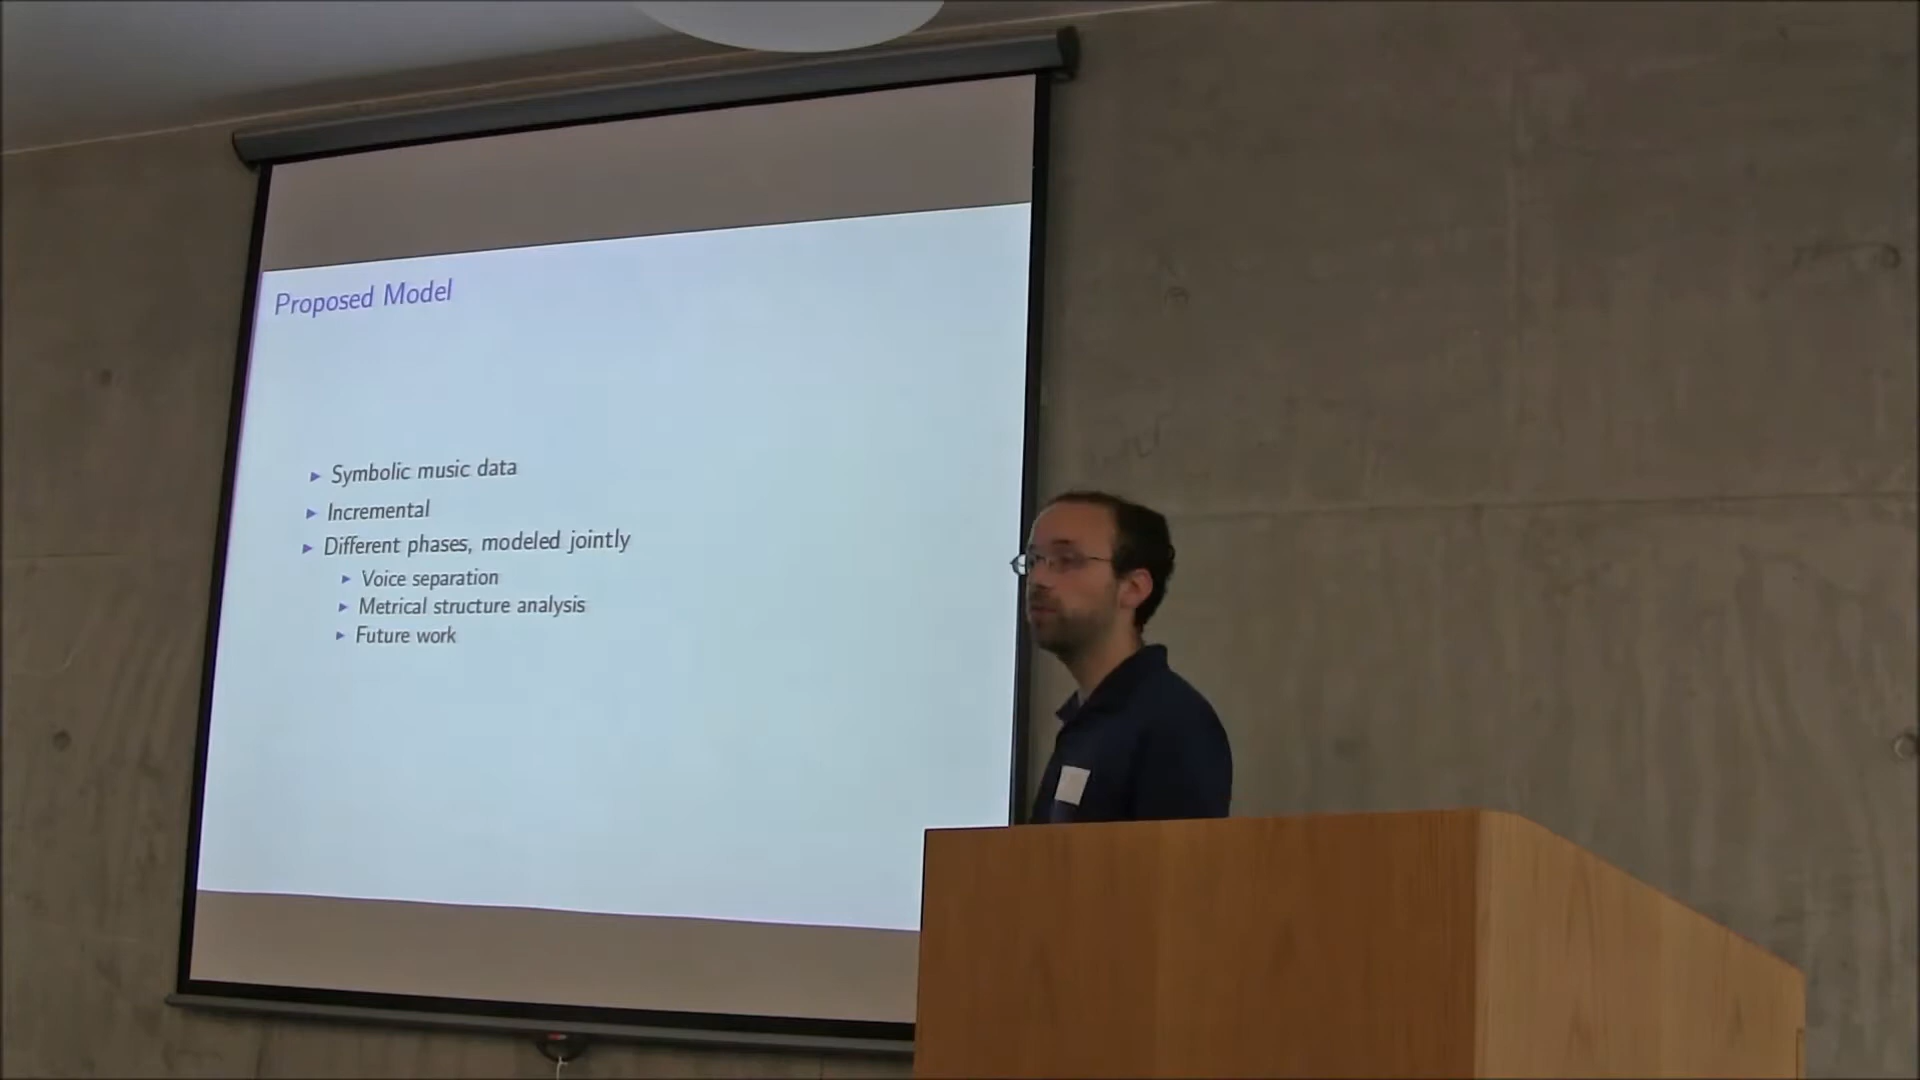 Proposed Model
▶ Symbolic music data
▶ Incremental
▶ Different phases, modeled jointly
▶ Voice separation
▶ Metrical structure analysis
▶ Future work